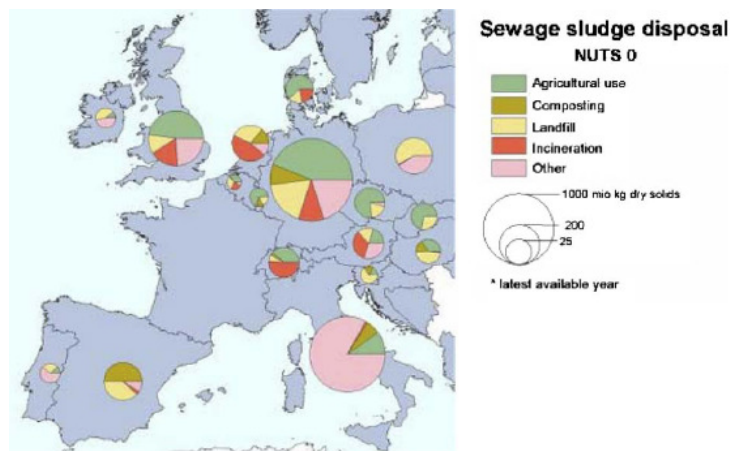 Sewage sludge disposal
NUTS 0
Agricultural use
Composting
Landfill
Incineration
Other
1000 mio kg dry solids
200
25
* latest available year